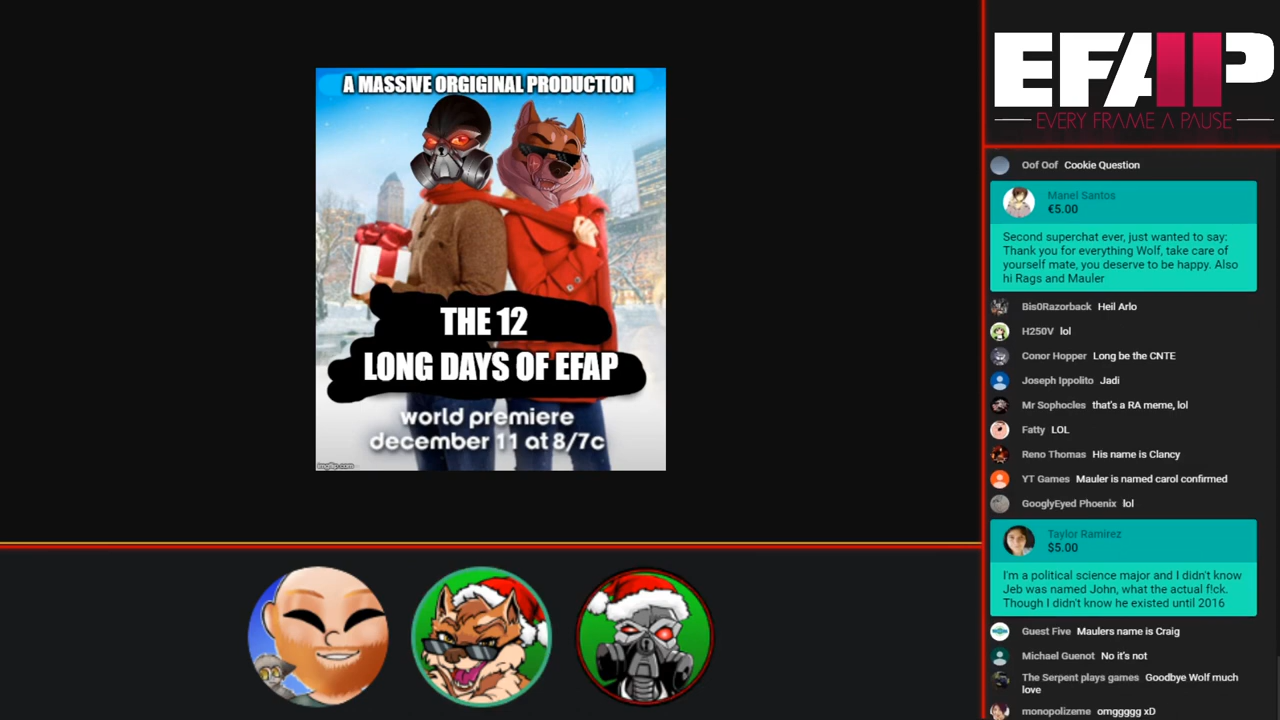 A MASSIVE ORGIGINAL PRODUCTION
THE 12
LONG DAYS OF EFAP
world premiere
december 11 at 8/7c
imgflip.com
EFAP
EVERY FRAME A PAUSE
Oof Oof Cookie Question
Manel Santos
€5.00
Second superchat ever, just wanted to say:
Thank you for everything Wolf, take care of
yourself mate, you deserve to be happy. Also
hi Rags and Mauler
Bis0Razorback Heil Arlo
H250V lol
Conor Hopper Long be the CNTE
Joseph Ippolito Jadi
Mr Sophocles that's a RA meme, lol
Fatty LOL
Reno Thomas His name is Clancy
YT Games Mauler is named carol confirmed
GooglyEyed Phoenix lol
Taylor Ramirez
$5.00
I'm a political science major and I didn't know
Jeb was named John, what the actual f!ck.
Though I didn't know he existed until 2016
Guest Five Maulers name is Craig
Michael Guenot No it's not
The Serpent plays games Goodbye Wolf much
love
monopolizeme omggggg xD